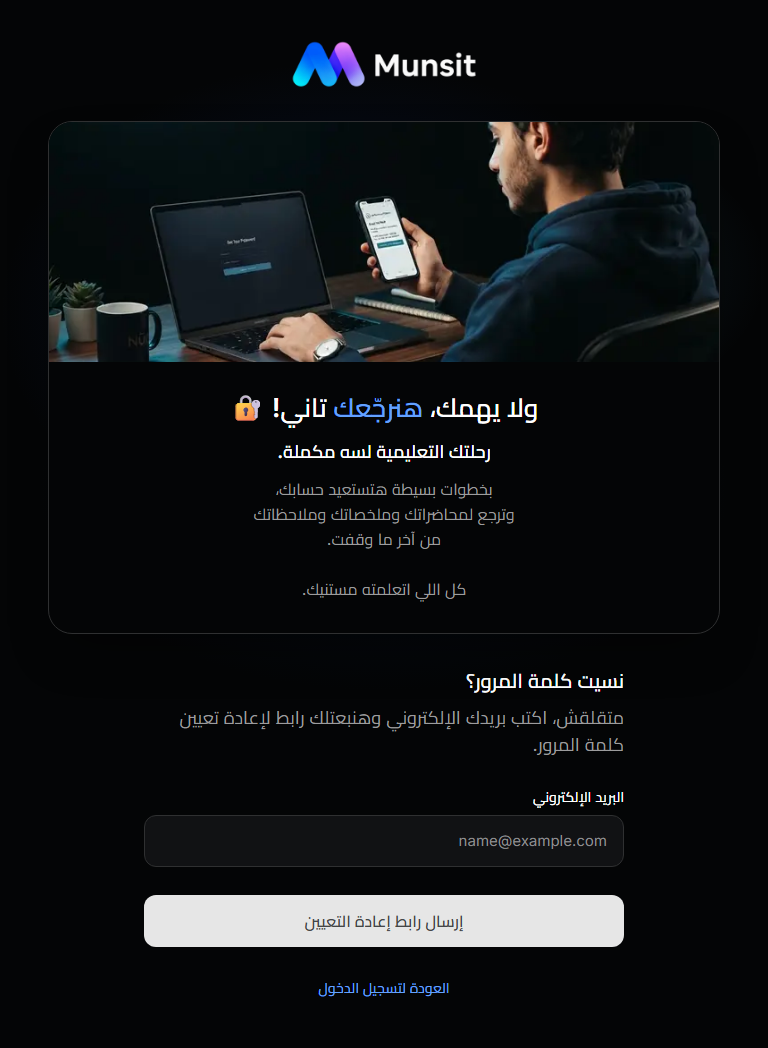 Munsit
ولا يهمك، هنرجّعك تاني! 🔐
رحلتك التعليمية لسه مكملة.
بخطوات بسيطة هتستعيد حسابك،
وترجع لمحاضراتك وملخصاتك وملاحظاتك
من آخر ما وقفت.
كل اللي اتعلمته مستنيك.
نسيت كلمة المرور؟
متقلقش، اكتب بريدك الإلكتروني وهنبعتلك رابط لإعادة تعيين
كلمة المرور.
البريد الإلكتروني
name@example.com
إرسال رابط إعادة التعيين
العودة لتسجيل الدخول